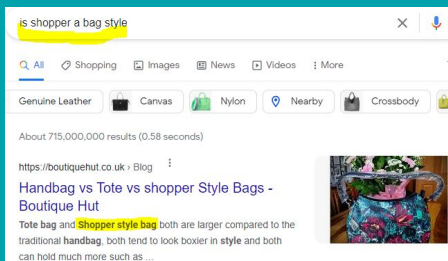 is shopper a bag style
All Shopping Images News Videos More
Genuine Leather Canvas Nylon Nearby Crossbody
About 715,000,000 results (0.58 seconds)
https://boutiquehut.co.uk › Blog
Handbag vs Tote vs shopper Style Bags -
Boutique Hut
Tote bag and Shopper style bag both are larger compared to the
traditional handbag, both tend to look boxier in style and both
can hold much more such as ...